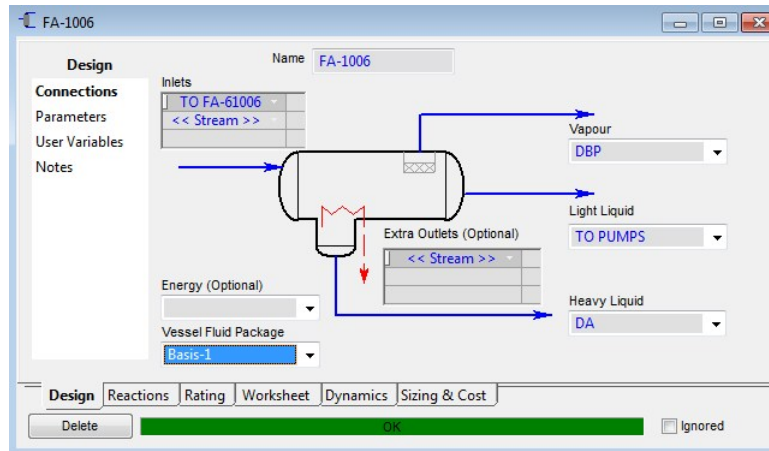 FA-1006
Design
Connections
Parameters
User Variables
Notes
Name FA-1006
Inlets
TO FA-61006
<< Stream >>
Vapour
DBP
Light Liquid
TO PUMPS
Extra Outlets (Optional)
<< Stream >>
Energy (Optional)
Vessel Fluid Package
Basis-1
Heavy Liquid
DA
Design Reactions Rating Worksheet Dynamics Sizing & Cost
Delete OK Ignored